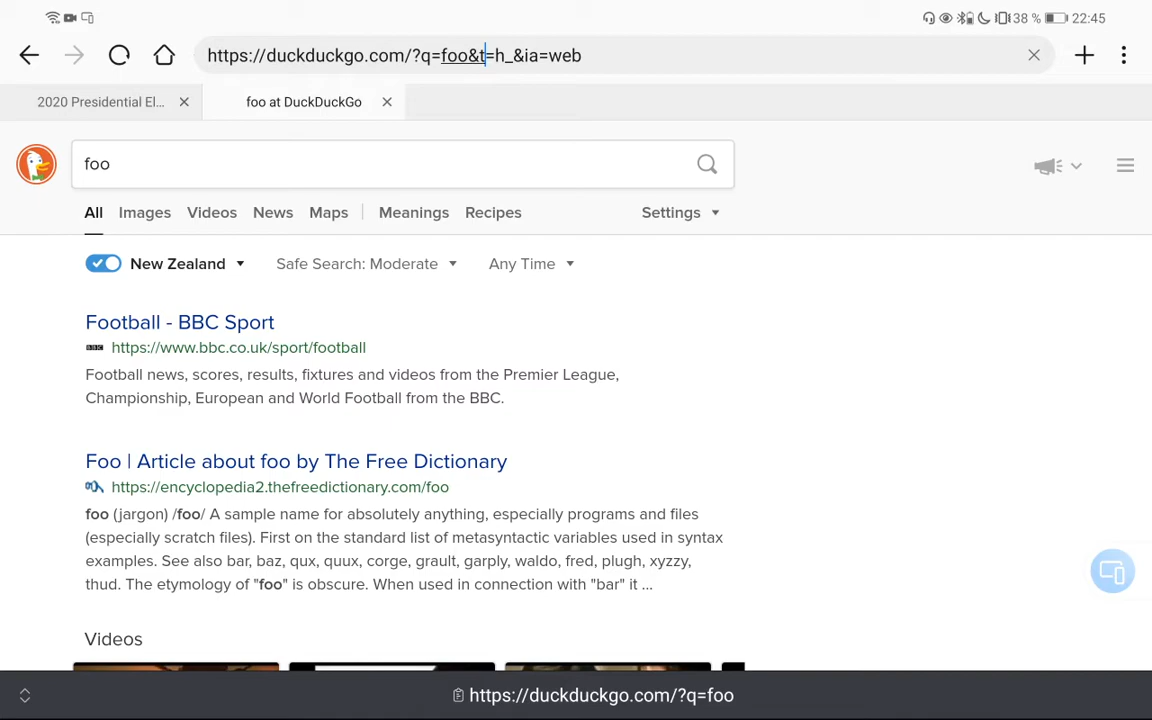 38 % 22:45
https://duckduckgo.com/?q=foo&t=h_&ia=web
2020 Presidential El...
foo at DuckDuckGo
foo
All Images Videos News Maps Meanings Recipes Settings
New Zealand Safe Search: Moderate Any Time
Football - BBC Sport
BBC https://www.bbc.co.uk/sport/football
Football news, scores, results, fixtures and videos from the Premier League,
Championship, European and World Football from the BBC.
Foo | Article about foo by The Free Dictionary
https://encyclopedia2.thefreedictionary.com/foo
foo (jargon) /foo/ A sample name for absolutely anything, especially programs and files
(especially scratch files). First on the standard list of metasyntactic variables used in syntax
examples. See also bar, baz, qux, quux, corge, grault, garply, waldo, fred, plugh, xyzzy,
thud. The etymology of "foo" is obscure. When used in connection with "bar" it ...
Videos
https://duckduckgo.com/?q=foo